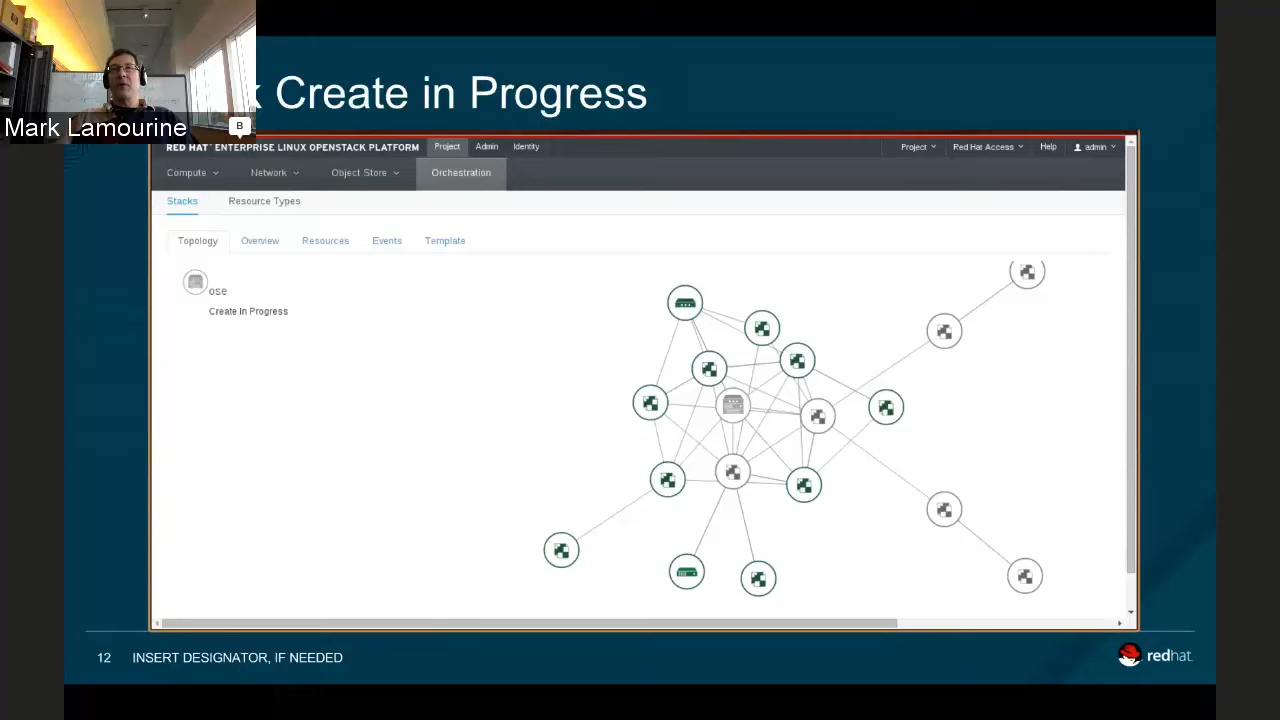 Create in Progress
Mark Lamourine
B
RED HAT ENTERPRISE LINUX OPENSTACK PLATFORM Project Admin Identity Project Red Hat Access Help admin
Compute Network Object Store Orchestration
Stacks Resource Types
Topology Overview Resources Events Template
ose
Create In Progress
12 INSERT DESIGNATOR, IF NEEDED
redhat.